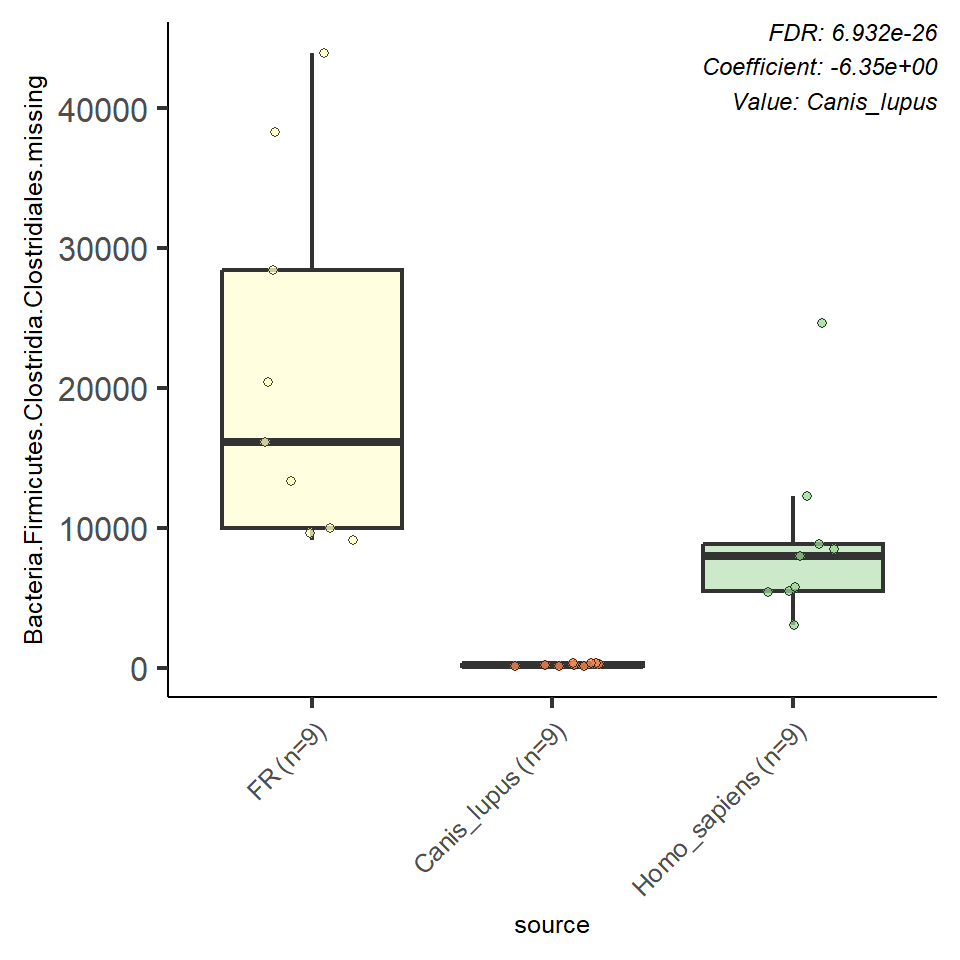 FDR: 6.932e-26
Coefficient: -6.35e+00
Value: Canis_lupus
Bacteria.Firmicutes.Clostridia.Clostridiales.missing
40000
30000
20000
10000
0
FR (n=9)
Canis_lupus (n=9)
Homo_sapiens (n=9)
source